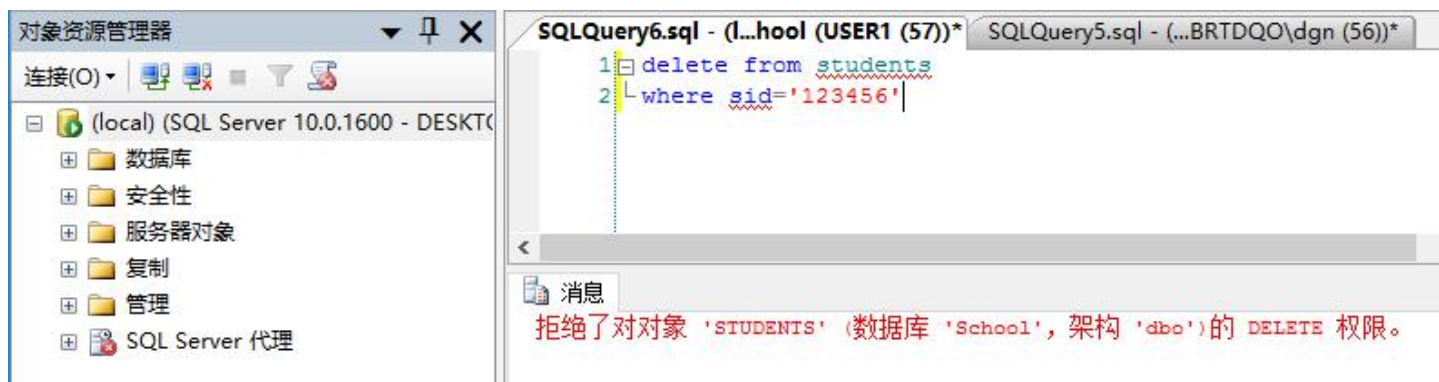 对象资源管理器
连接(O)
(local) (SQL Server 10.0.1600 - DESKT(
数据库
安全性
服务器对象
复制
管理
SQL Server 代理
SQLQuery6.sql - (l...hool (USER1 (57))* SQLQuery5.sql - (...BRTDQO\dgn (56))*
1 delete from students
2 where sid='123456'
消息
拒绝了对对象 'STUDENTS' (数据库 'School', 架构 'dbo')的 DELETE 权限。